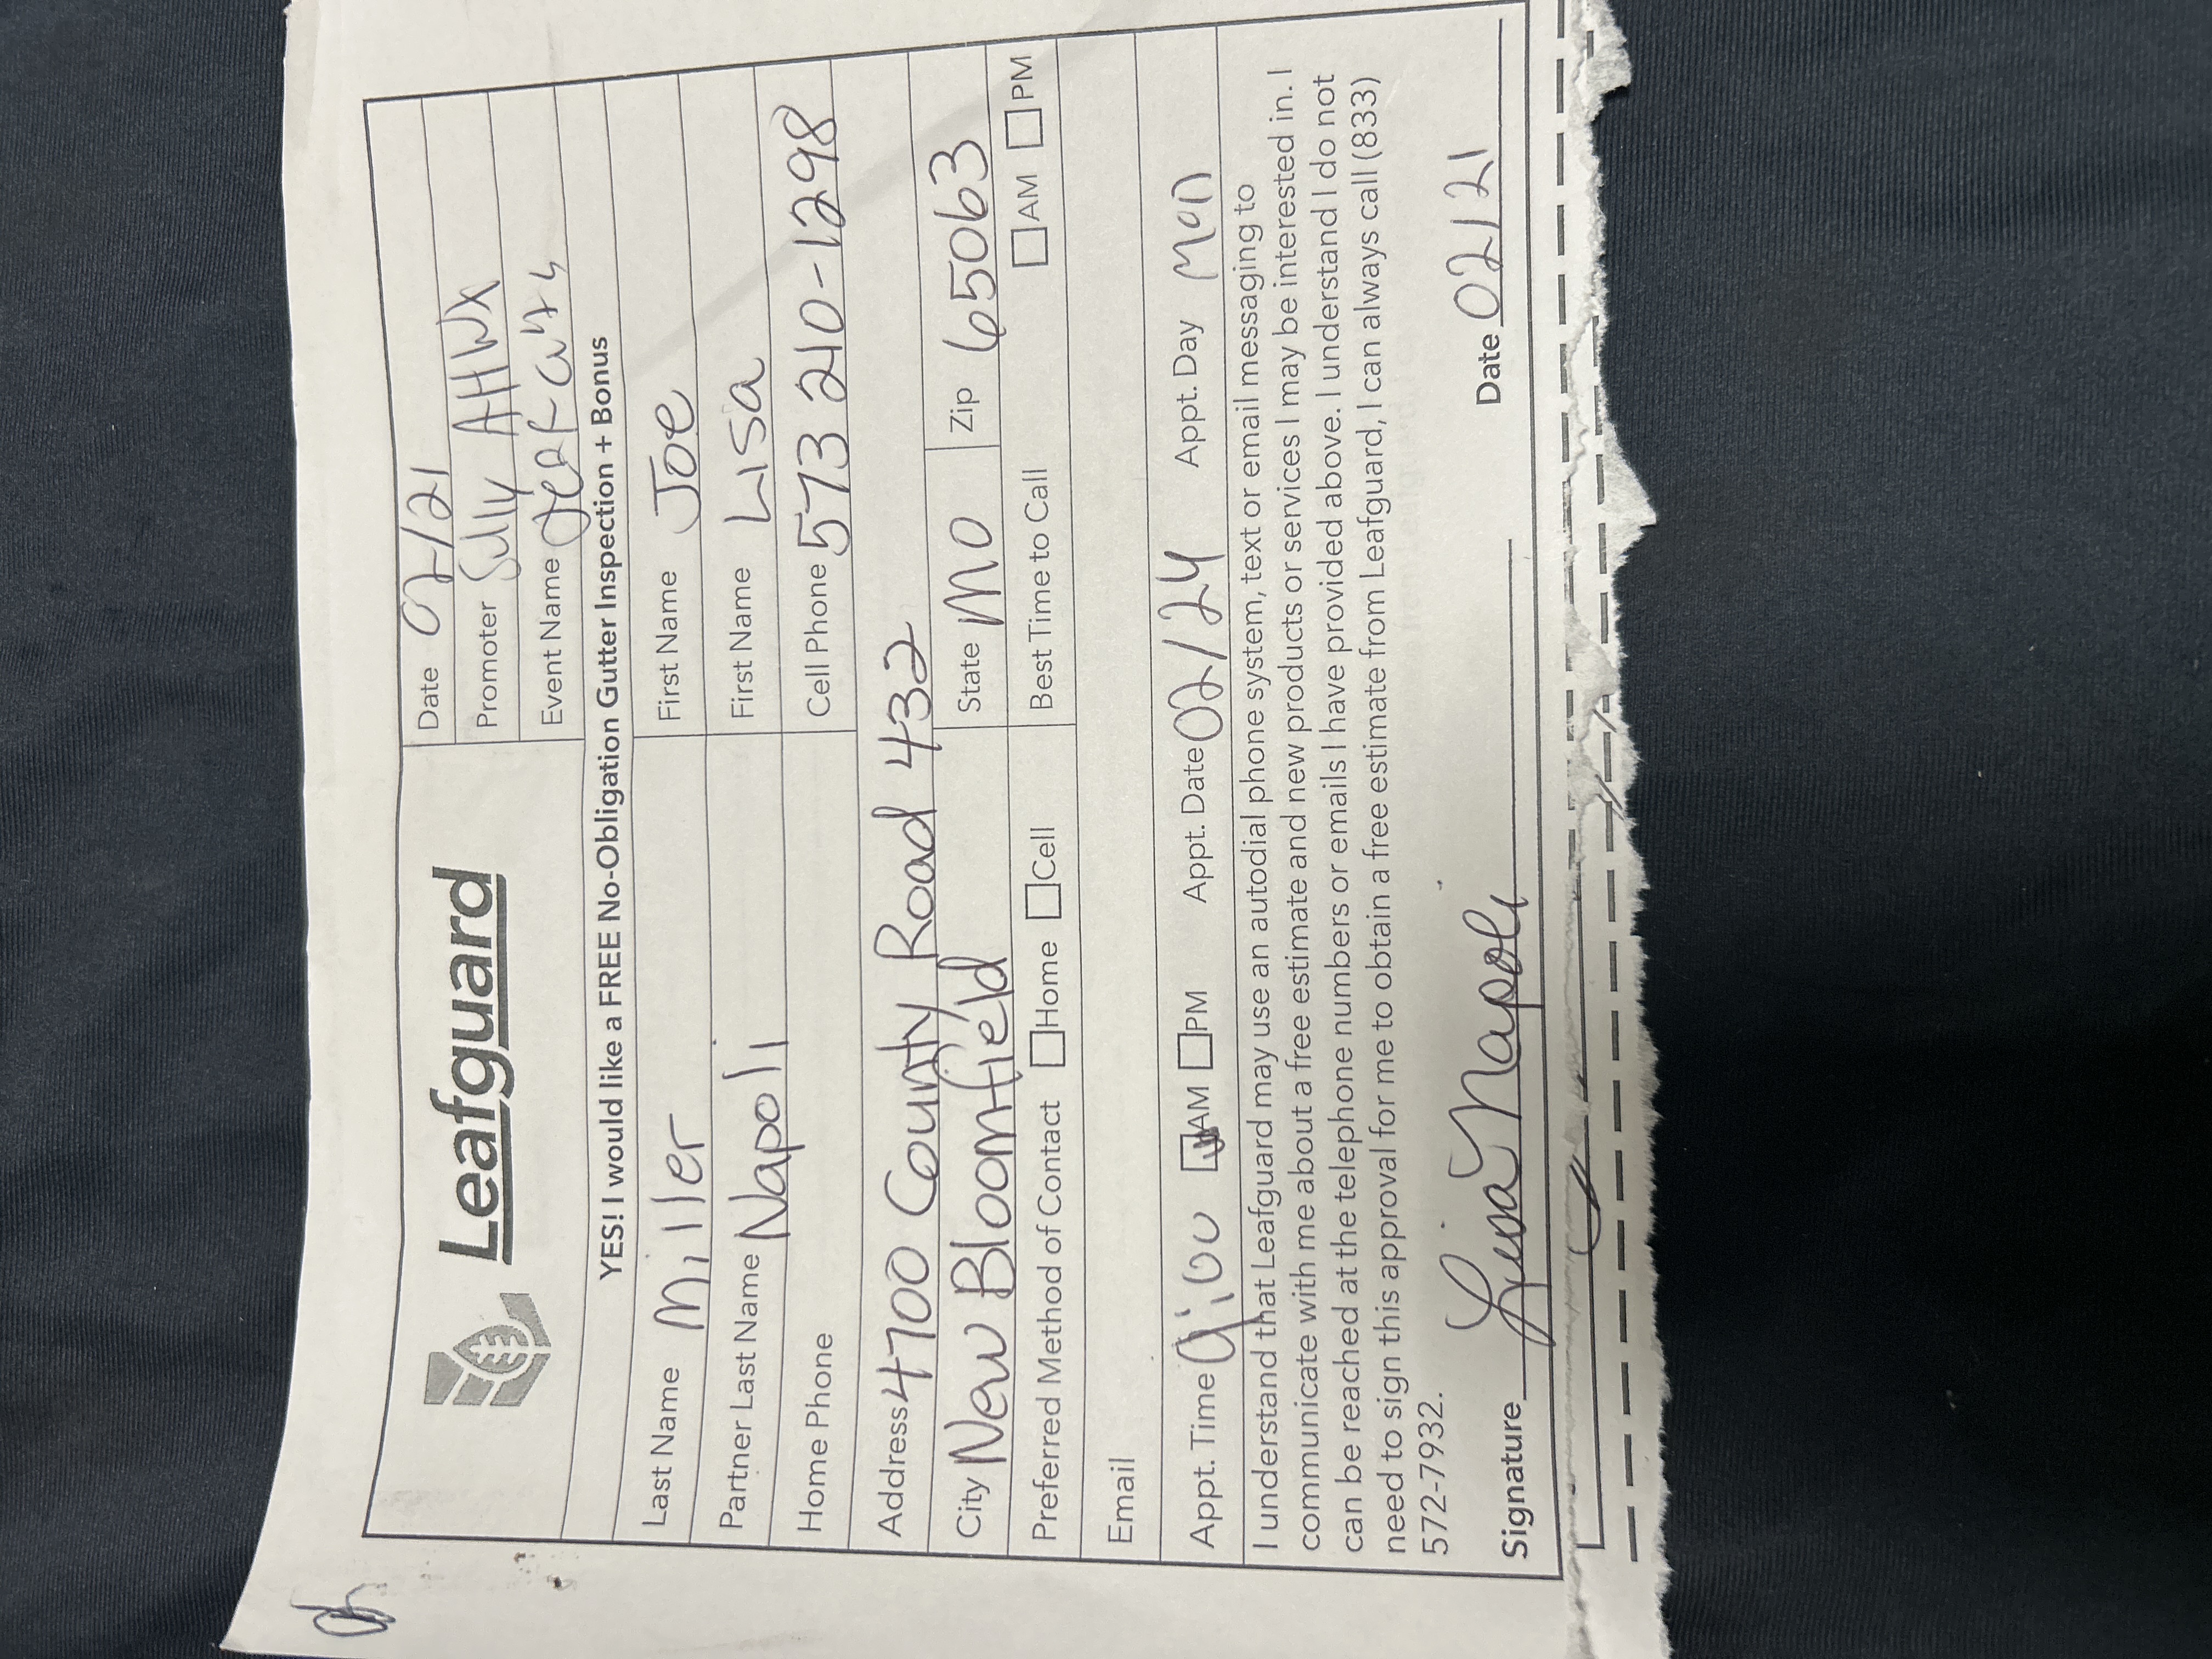 Leafguard
Date 02/21
Promoter
Event Name
YES! I would like a FREE No-Obligation Gutter Inspection + Bonus
Last Name Miller First Name Joe
Partner Last Name Napoli First Name Lisa
Home Phone Cell Phone 573 210-1298
Address 4700 County Road 432
City New Bloomfield State MO Zip 65063
Preferred Method of Contact Home Cell Best Time to Call AM PM
Email
Appt. Time 9:00 AM PM Appt. Date 02/24 Appt. Day Mon
I understand that Leafguard may use an autodial phone system, text or email messaging to
communicate with me about a free estimate and new products or services I may be interested in. I
can be reached at the telephone numbers or emails I have provided above. I understand I do not
need to sign this approval for me to obtain a free estimate from Leafguard, I can always call (833)
572-7932.
Signature Lisa Napoli Date 02/21